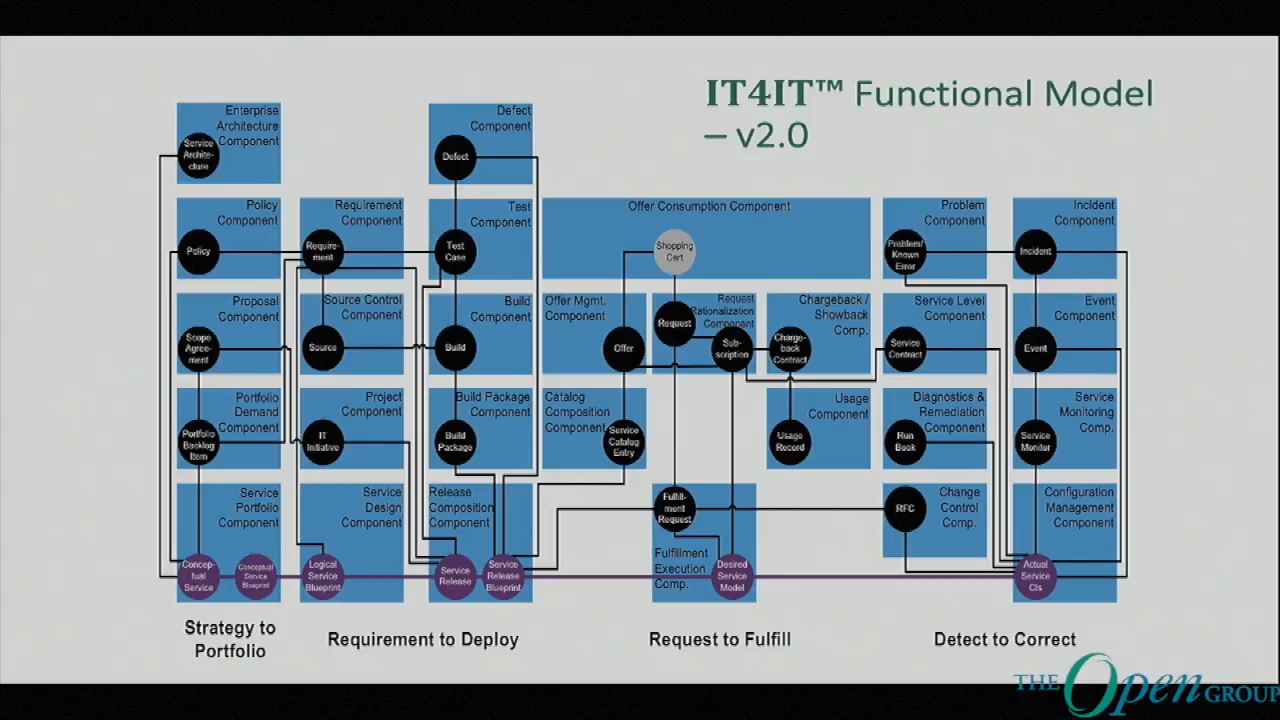 IT4IT™ Functional Model
– v2.0
Enterprise
Architecture
Component
Service
Archite-
cture
Defect
Component
Defect
Policy
Component
Policy
Requirement
Component
Require-
ment
Test
Component
Test
Case
Offer Consumption Component
Shopping
Cart
Problem
Component
Problem/
Known
Error
Incident
Component
Incident
Proposal
Component
Scope
Agree-
ment
Source Control
Component
Source
Build
Component
Build
Offer Mgmt.
Component
Offer
Request
Rationalization
Component
Request
Sub-
scription
Chargeback /
Showback
Comp.
Charge-
back
Contract
Service Level
Component
Service
Contract
Event
Component
Event
Portfolio
Demand
Component
Portfolio
Backlog
Item
Project
Component
IT
Initiative
Build Package
Component
Build
Package
Catalog
Composition
Component
Service
Catalog
Entry
Usage
Component
Usage
Record
Diagnostics &
Remediation
Component
Run
Book
Service
Monitoring
Comp.
Service
Monitor
Service
Portfolio
Component
Concep-
tual
Service
Conceptual
Service
Blueprint
Service
Design
Component
Logical
Service
Blueprint
Release
Composition
Component
Service
Release
Service
Release
Blueprint
Fulfill-
ment
Request
Fulfillment
Execution
Comp.
Desired
Service
Model
Change
Control
Comp.
RFC
Configuration
Management
Component
Actual
Service
CIs
Strategy to
Portfolio
Requirement to Deploy
Request to Fulfill
Detect to Correct
THE Open GROUP